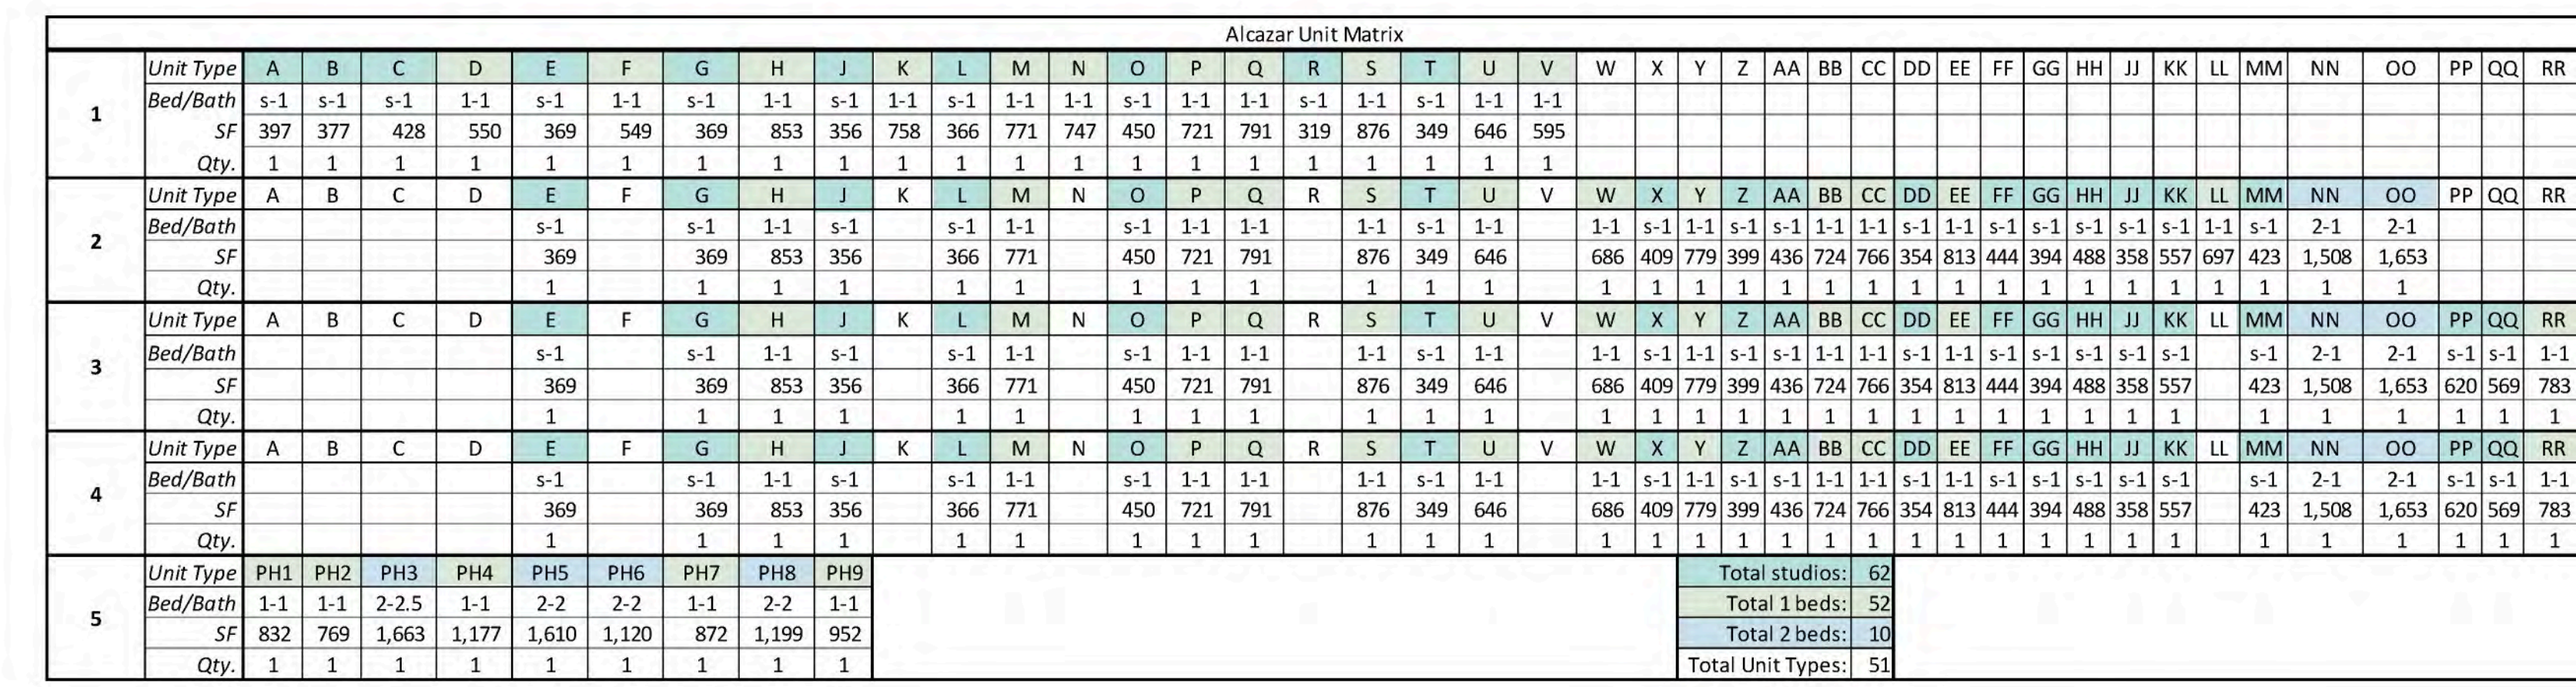 Alcazar Unit Matrix
Unit Type A B C D E F G H J K L M N O P Q R S T U V W X Y Z AA BB CC DD EE FF GG HH JJ KK LL MM NN OO PP QQ RR
Bed/Bath s-1 s-1 s-1 1-1 s-1 1-1 s-1 1-1 s-1 1-1 s-1 1-1 1-1 s-1 1-1 1-1 s-1 1-1 s-1 1-1 1-1
1
SF 397 377 428 550 369 549 369 853 356 758 366 771 747 450 721 791 319 876 349 646 595
Qty. 1 1 1 1 1 1 1 1 1 1 1 1 1 1 1 1 1 1 1 1 1
Unit Type A B C D E F G H J K L M N O P Q R S T U V W X Y Z AA BB CC DD EE FF GG HH JJ KK LL MM NN OO PP QQ RR
Bed/Bath s-1 s-1 1-1 s-1 s-1 1-1 s-1 1-1 1-1 1-1 s-1 1-1 1-1 s-1 1-1 s-1 s-1 1-1 1-1 s-1 1-1 s-1 s-1 s-1 s-1 s-1 1-1 s-1 2-1 2-1
2
SF 369 369 853 356 366 771 450 721 791 876 349 646 686 409 779 399 436 724 766 354 813 444 394 488 358 557 697 423 1,508 1,653
Qty. 1 1 1 1 1 1 1 1 1 1 1 1 1 1 1 1 1 1 1 1 1 1 1 1 1 1 1 1 1 1
Unit Type A B C D E F G H J K L M N O P Q R S T U V W X Y Z AA BB CC DD EE FF GG HH JJ KK LL MM NN OO PP QQ RR
Bed/Bath s-1 s-1 1-1 s-1 s-1 1-1 s-1 1-1 1-1 1-1 s-1 1-1 1-1 s-1 1-1 s-1 s-1 1-1 1-1 s-1 1-1 s-1 s-1 s-1 s-1 s-1 s-1 2-1 2-1 s-1 s-1 1-1
3
SF 369 369 853 356 366 771 450 721 791 876 349 646 686 409 779 399 436 724 766 354 813 444 394 488 358 557 423 1,508 1,653 620 569 783
Qty. 1 1 1 1 1 1 1 1 1 1 1 1 1 1 1 1 1 1 1 1 1 1 1 1 1 1 1 1 1 1 1 1
Unit Type A B C D E F G H J K L M N O P Q R S T U V W X Y Z AA BB CC DD EE FF GG HH JJ KK LL MM NN OO PP QQ RR
Bed/Bath s-1 s-1 1-1 s-1 s-1 1-1 s-1 1-1 1-1 1-1 s-1 1-1 1-1 s-1 1-1 s-1 s-1 1-1 1-1 s-1 1-1 s-1 s-1 s-1 s-1 s-1 s-1 2-1 2-1 s-1 s-1 1-1
4
SF 369 369 853 356 366 771 450 721 791 876 349 646 686 409 779 399 436 724 766 354 813 444 394 488 358 557 423 1,508 1,653 620 569 783
Qty. 1 1 1 1 1 1 1 1 1 1 1 1 1 1 1 1 1 1 1 1 1 1 1 1 1 1 1 1 1 1 1 1
Unit Type PH1 PH2 PH3 PH4 PH5 PH6 PH7 PH8 PH9 Total studios: 62
Bed/Bath 1-1 1-1 2-2.5 1-1 2-2 2-2 1-1 2-2 1-1 Total 1 beds: 52
5
SF 832 769 1,663 1,177 1,610 1,120 872 1,199 952 Total 2 beds: 10
Qty. 1 1 1 1 1 1 1 1 1 Total Unit Types: 51